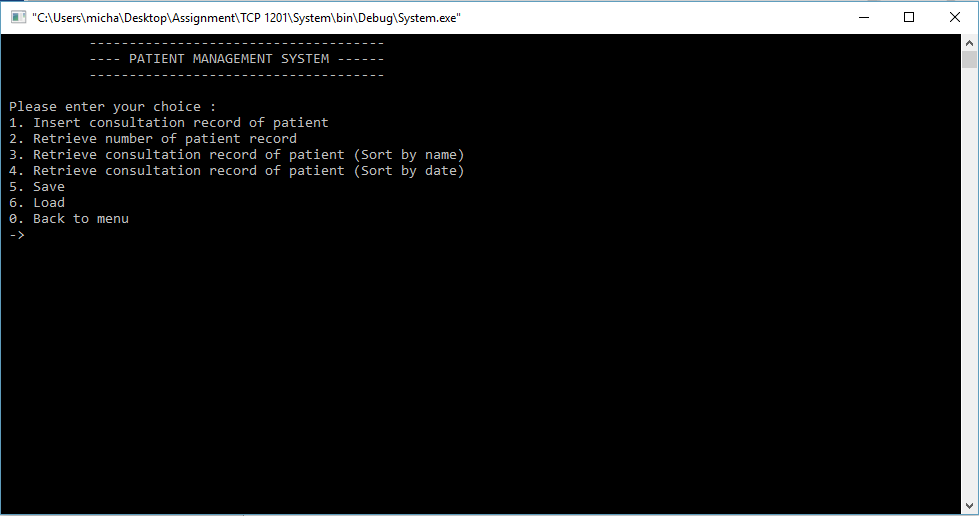 "C:\Users\micha\Desktop\Assignment\TCP 1201\System\bin\Debug\System.exe"
-------------------------------------
---- PATIENT MANAGEMENT SYSTEM ------
-------------------------------------
Please enter your choice :
1. Insert consultation record of patient
2. Retrieve number of patient record
3. Retrieve consultation record of patient (Sort by name)
4. Retrieve consultation record of patient (Sort by date)
5. Save
6. Load
0. Back to menu
->